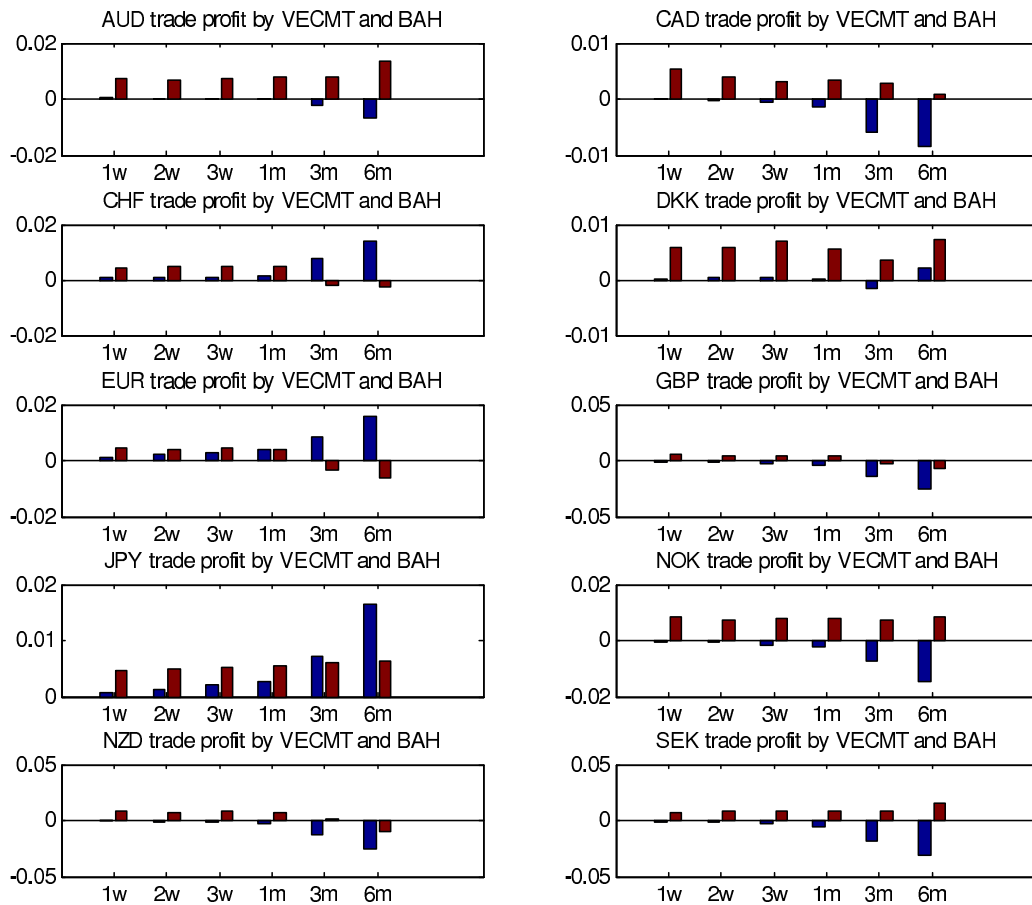 AUD trade profit by VECMT and BAH
0.02
0
-0.02
1w 2w 3w 1m 3m 6m
CAD trade profit by VECMT and BAH
0.01
0
-0.01
1w 2w 3w 1m 3m 6m
CHF trade profit by VECMT and BAH
0.02
0
-0.02
1w 2w 3w 1m 3m 6m
DKK trade profit by VECMT and BAH
0.01
0
-0.01
1w 2w 3w 1m 3m 6m
EUR trade profit by VECMT and BAH
0.02
0
-0.02
1w 2w 3w 1m 3m 6m
GBP trade profit by VECMT and BAH
0.05
0
-0.05
1w 2w 3w 1m 3m 6m
JPY trade profit by VECMT and BAH
0.02
0.01
0
1w 2w 3w 1m 3m 6m
NOK trade profit by VECMT and BAH
0.02
0
-0.02
1w 2w 3w 1m 3m 6m
NZD trade profit by VECMT and BAH
0.05
0
-0.05
1w 2w 3w 1m 3m 6m
SEK trade profit by VECMT and BAH
0.05
0
-0.05
1w 2w 3w 1m 3m 6m